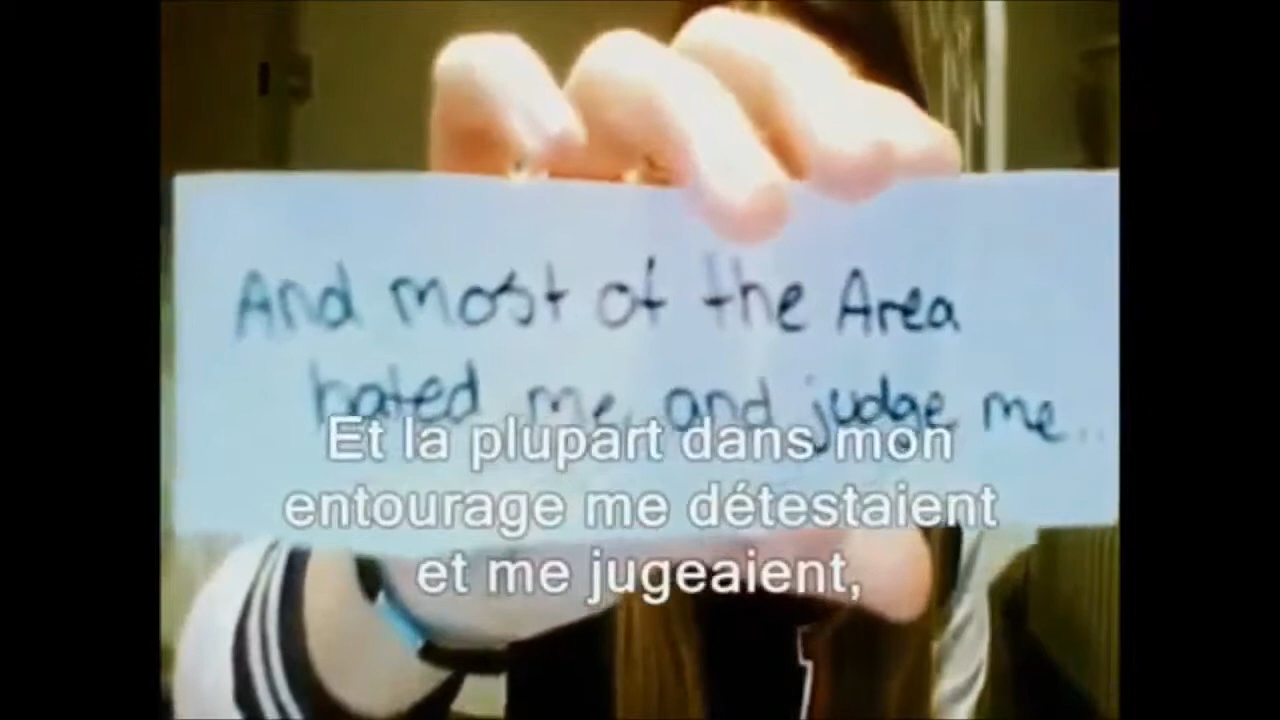 And most of the Area
hated me, and judge me..
Et la plupart dans mon
entourage me détestaient
et me jugeaient,